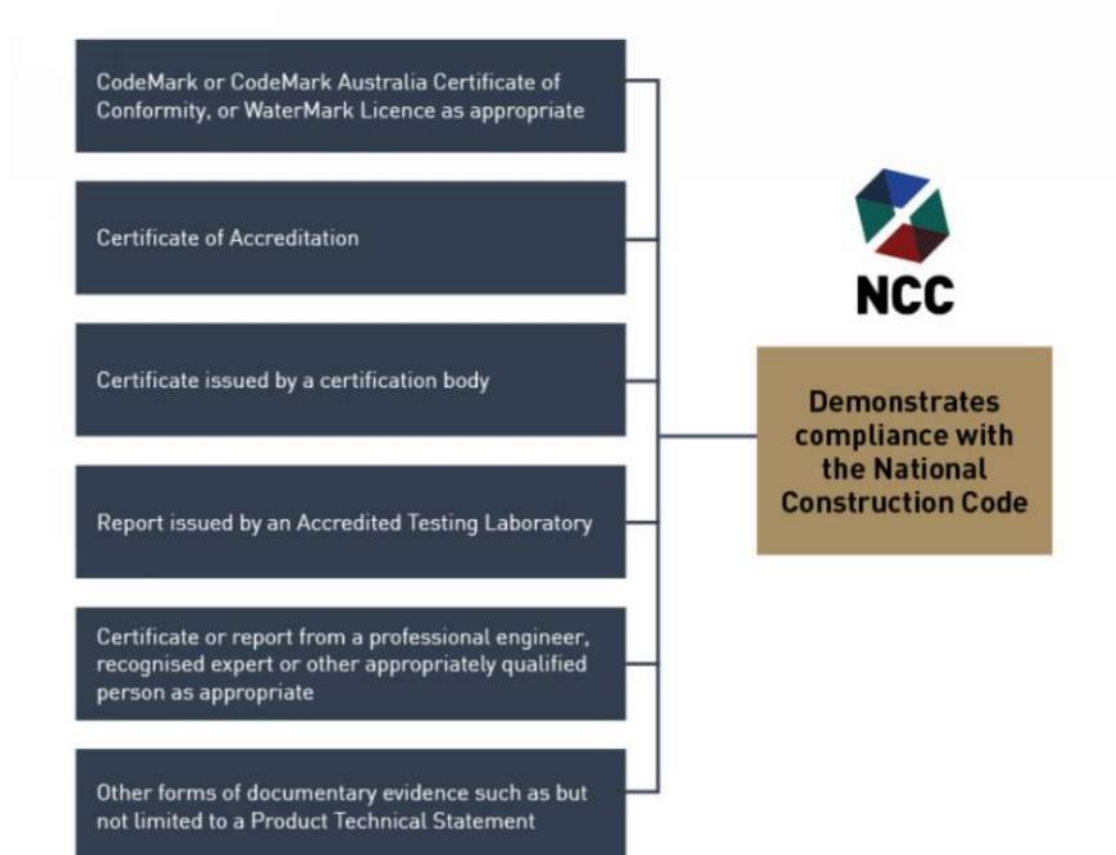 CodeMark or CodeMark Australia Certificate of
Conformity, or WaterMark Licence as appropriate
Certificate of Accreditation
Certificate issued by a certification body
Report issued by an Accredited Testing Laboratory
Certificate or report from a professional engineer,
recognised expert or other appropriately qualified
person as appropriate
Other forms of documentary evidence such as but
not limited to a Product Technical Statement
NCC
Demonstrates
compliance with
the National
Construction Code